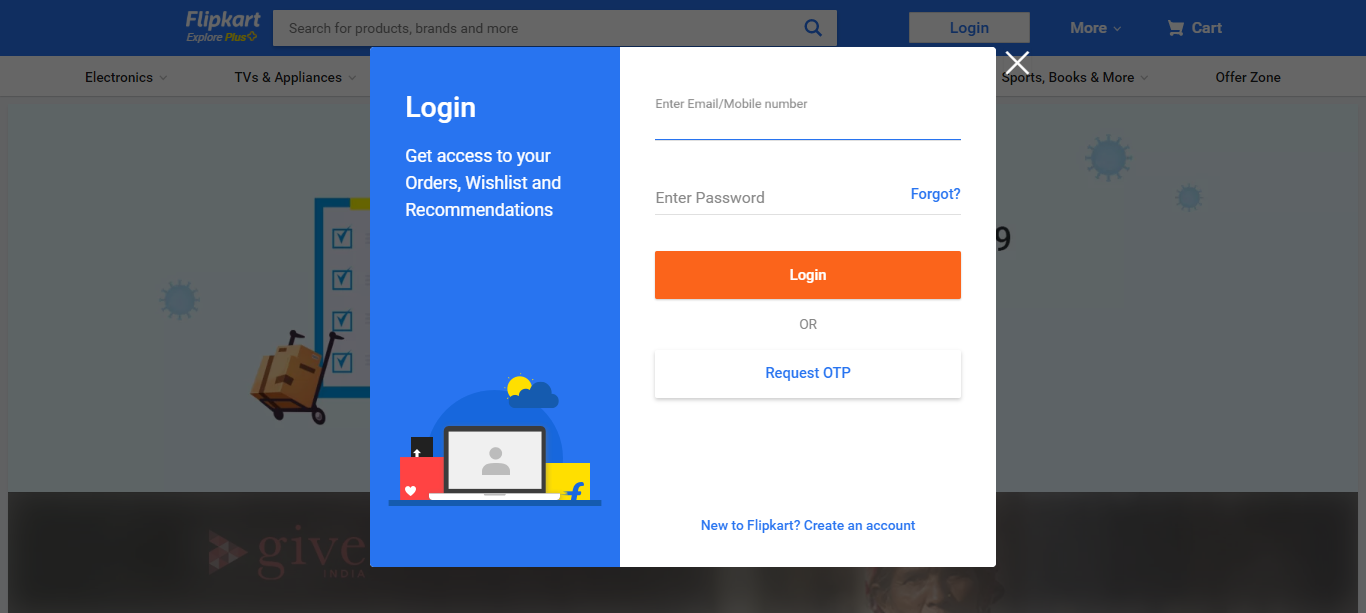 Flipkart
Explore Plus
Search for products, brands and more
Login
More
Cart
Electronics
TVs & Appliances
Sports, Books & More
Offer Zone
Login
Get access to your
Orders, Wishlist and
Recommendations
Enter Email/Mobile number
Enter Password
Forgot?
Login
OR
Request OTP
New to Flipkart? Create an account
9
give
INDIA